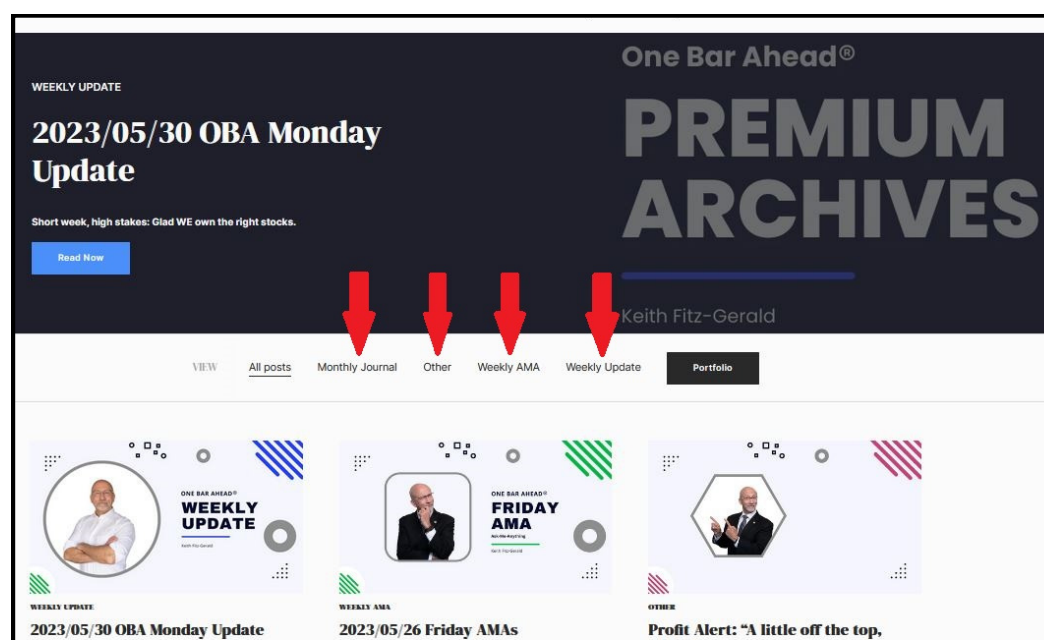 WEEKLY UPDATE
2023/05/30 OBA Monday
Update
Short week, high stakes: Glad WE own the right stocks.
Read Now
One Bar Ahead®
PREMIUM
ARCHIVES
Keith Fitz-Gerald
VIEW All posts Monthly Journal Other Weekly AMA Weekly Update Portfolio
ONE BAR AHEAD®
WEEKLY
UPDATE
Keith Fitz-Gerald
WEEKLY UPDATE
2023/05/30 OBA Monday Update
ONE BAR AHEAD®
FRIDAY
AMA
Ask-Me-Anything
Keith Fitz-Gerald
WEEKLY AMA
2023/05/26 Friday AMAs
OTHER
Profit Alert: “A little off the top,